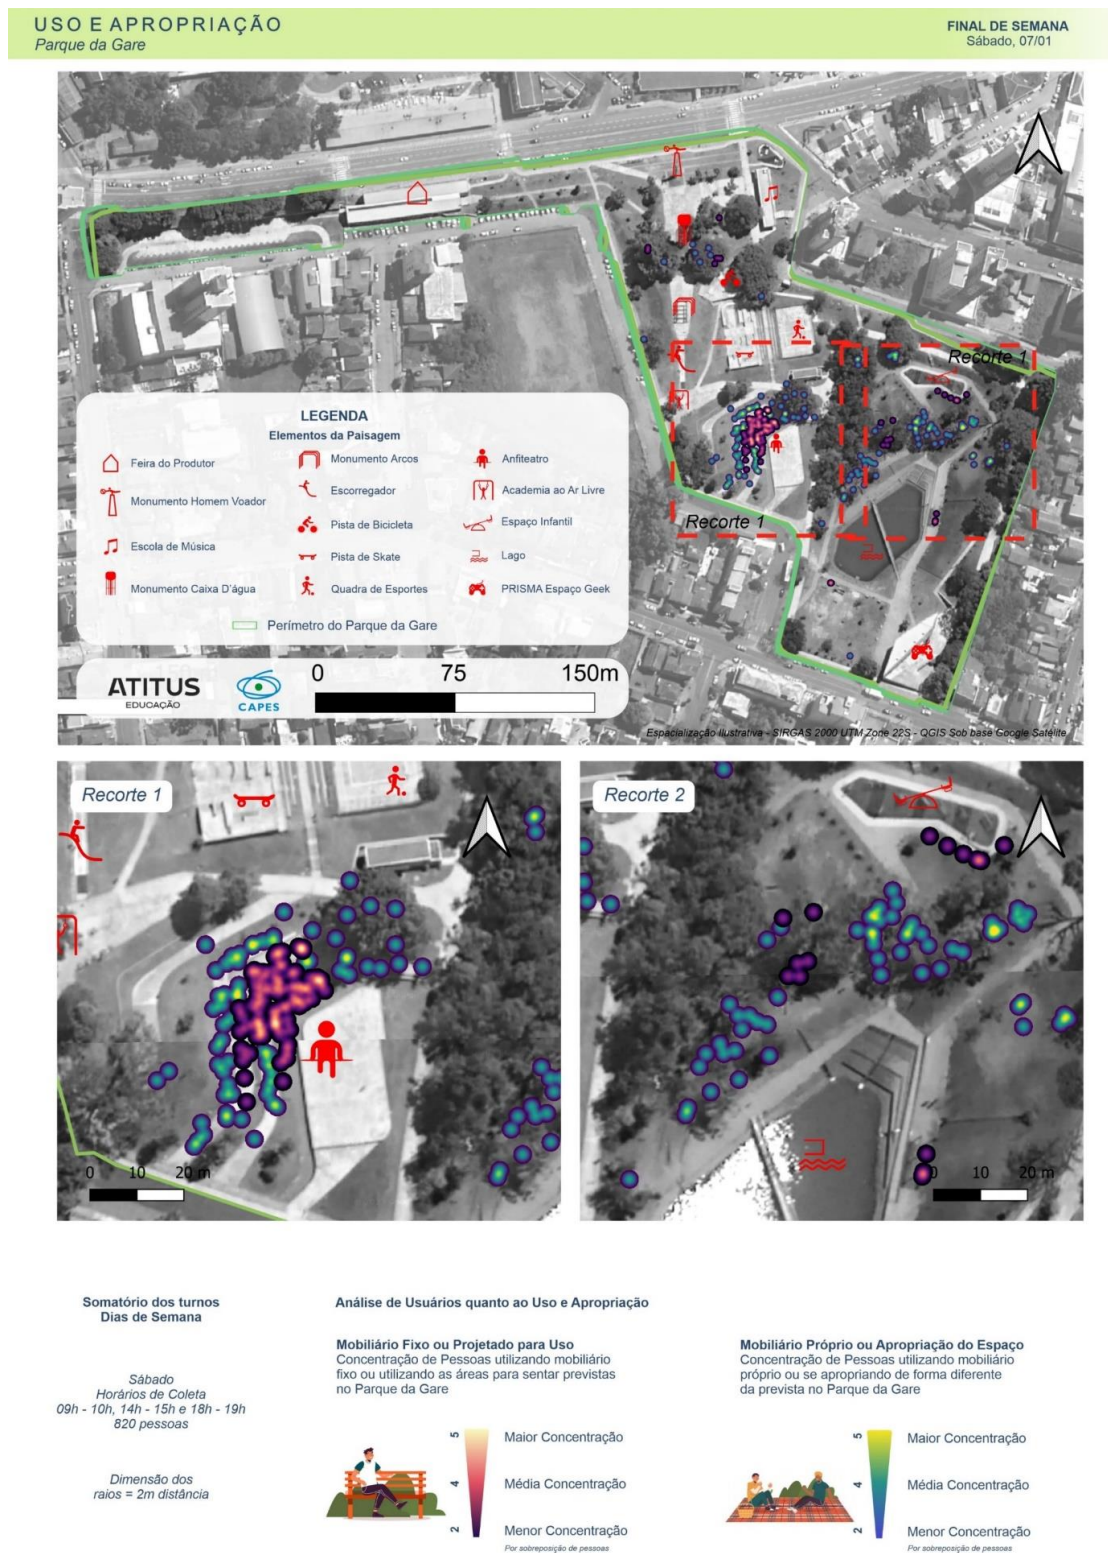 USO E APROPRIAÇÃO
Parque da Gare
FINAL DE SEMANA
Sábado, 07/01
Recorte 1
Recorte 1
LEGENDA
Elementos da Paisagem
Feira do Produtor
Monumento Homem Voador
Escola de Música
Monumento Caixa D'água
Monumento Arcos
Escorregador
Pista de Bicicleta
Pista de Skate
Quadra de Esportes
Anfiteatro
Academia ao Ar Livre
Espaço Infantil
Lago
PRISMA Espaço Geek
Perímetro do Parque da Gare
ATITUS
EDUCAÇÃO
CAPES
0 75 150m
Espacialização Ilustrativa - SIRGAS 2000 UTM Zone 22S - QGIS Sob base Google Satélite
Recorte 1
0 10 20 m
Recorte 2
0 10 20 m
Somatório dos turnos
Dias de Semana
Sábado
Horários de Coleta
09h - 10h, 14h - 15h e 18h - 19h
820 pessoas
Dimensão dos
raios = 2m distância
Análise de Usuários quanto ao Uso e Apropriação
Mobiliário Fixo ou Projetado para Uso
Concentração de Pessoas utilizando mobiliário
fixo ou utilizando as áreas para sentar previstas
no Parque da Gare
5
Maior Concentração
4
Média Concentração
2
Menor Concentração
Por sobreposição de pessoas
Mobiliário Próprio ou Apropriação do Espaço
Concentração de Pessoas utilizando mobiliário
próprio ou se apropriando de forma diferente
da prevista no Parque da Gare
5
Maior Concentração
4
Média Concentração
2
Menor Concentração
Por sobreposição de pessoas